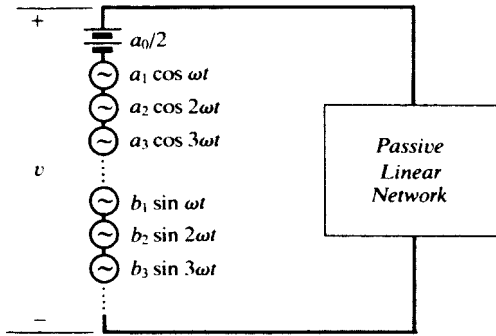 +
a₀/2
a₁ cos ωt
a₂ cos 2ωt
a₃ cos 3ωt
v
b₁ sin ωt
b₂ sin 2ωt
b₃ sin 3ωt
−
Passive
Linear
Network